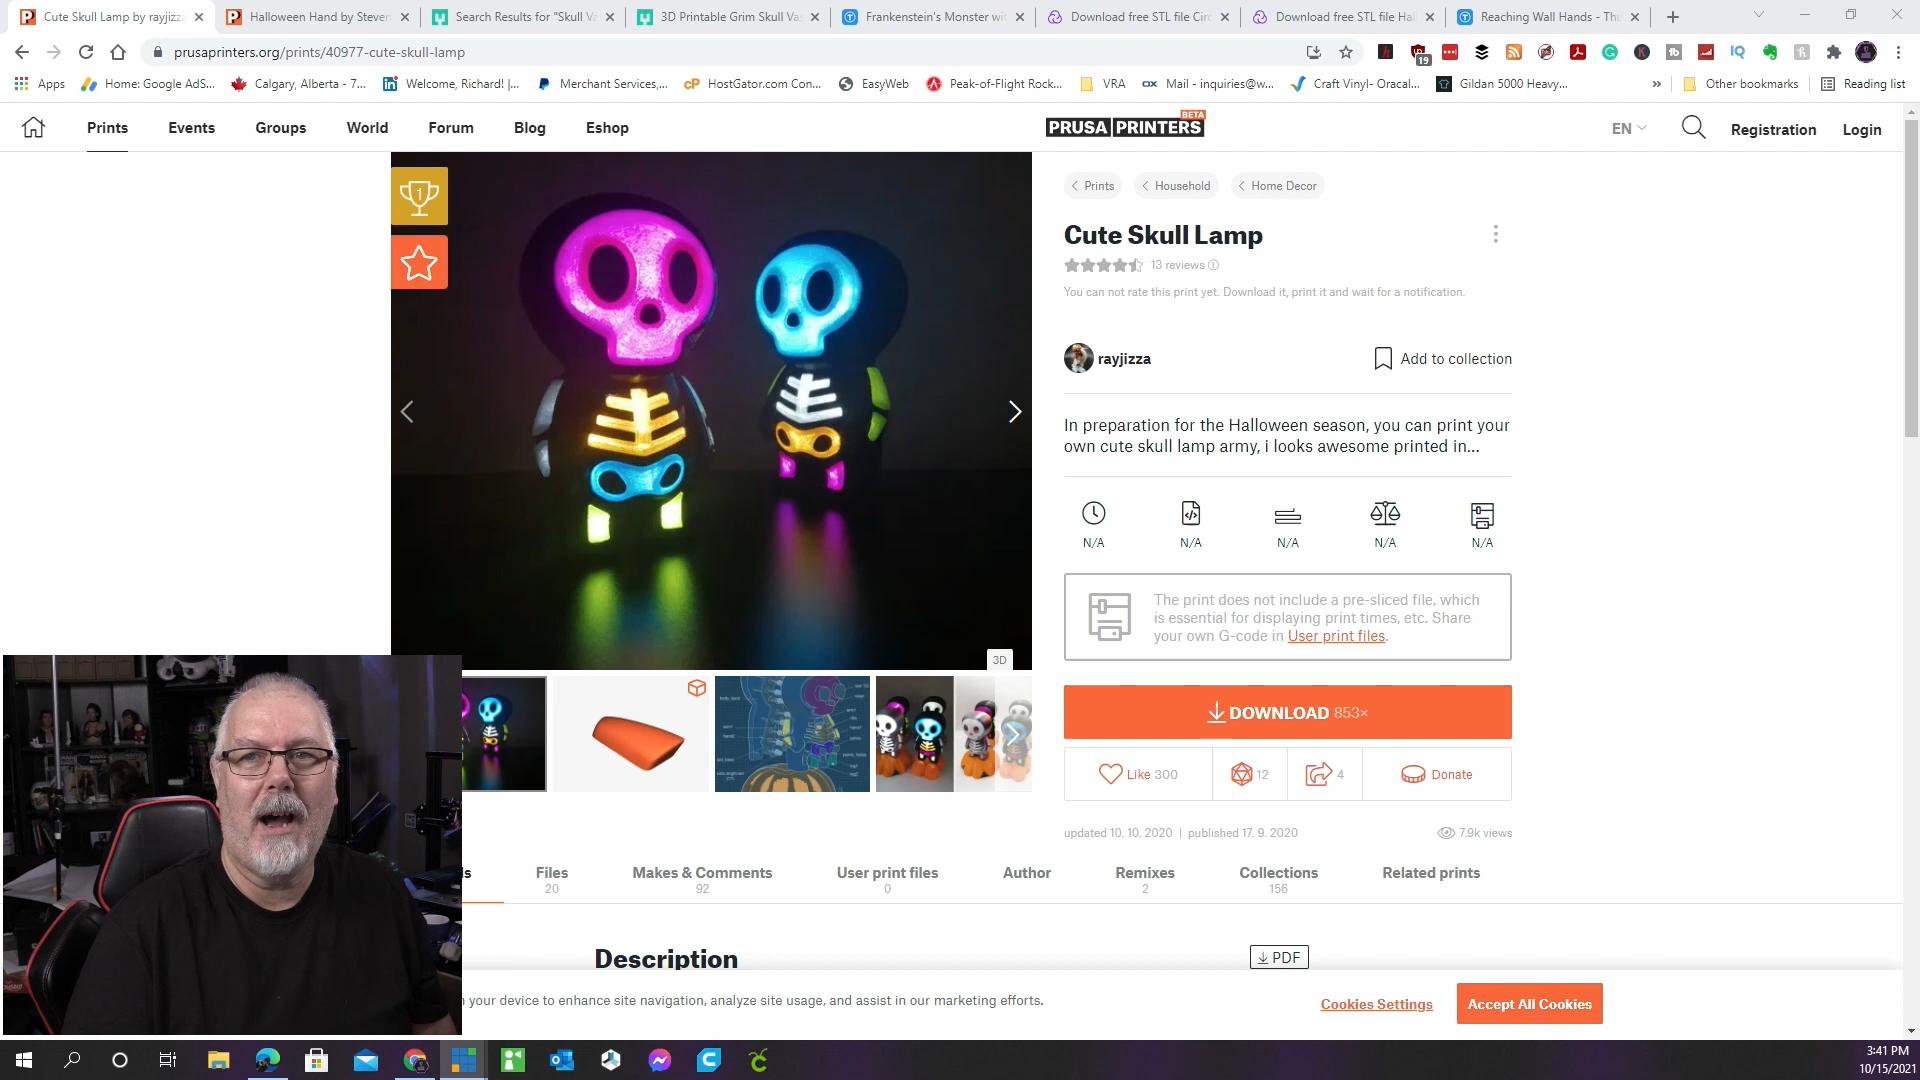 Cute Skull Lamp by rayjizza
Halloween Hand by Steven
Search Results for "Skull Va
3D Printable Grim Skull Vas
Frankenstein's Monster wi
Download free STL file Circ
Download free STL file Hal
Reaching Wall Hands - Thi
prusaprinters.org/prints/40977-cute-skull-lamp
19
Apps
Home: Google AdS...
Calgary, Alberta - 7...
Welcome, Richard! |...
Merchant Services,...
cP HostGator.com Con...
EasyWeb
Peak-of-Flight Rock...
VRA
ox Mail - inquiries@w...
Craft Vinyl- Oracal...
Gildan 5000 Heavy...
»
Other bookmarks
Reading list
Prints
Events
Groups
World
Forum
Blog
Eshop
PRUSA PRINTERS BETA
EN
Registration
Login
1
Prints
Household
Home Decor
Cute Skull Lamp
13 reviews
You can not rate this print yet. Download it, print it and wait for a notification.
rayjizza
Add to collection
In preparation for the Halloween season, you can print your
own cute skull lamp army, i looks awesome printed in...
N/A
N/A
N/A
N/A
N/A
The print does not include a pre-sliced file, which
is essential for displaying print times, etc. Share
your own G-code in User print files.
3D
DOWNLOAD 853×
Like 300
12
4
Donate
updated 10. 10. 2020 | published 17. 9. 2020
7.9k views
ls
Files
20
Makes & Comments
92
User print files
0
Author
Remixes
2
Collections
156
Related prints
Description
PDF
your device to enhance site navigation, analyze site usage, and assist in our marketing efforts.
Cookies Settings
Accept All Cookies
3:41 PM
10/15/2021